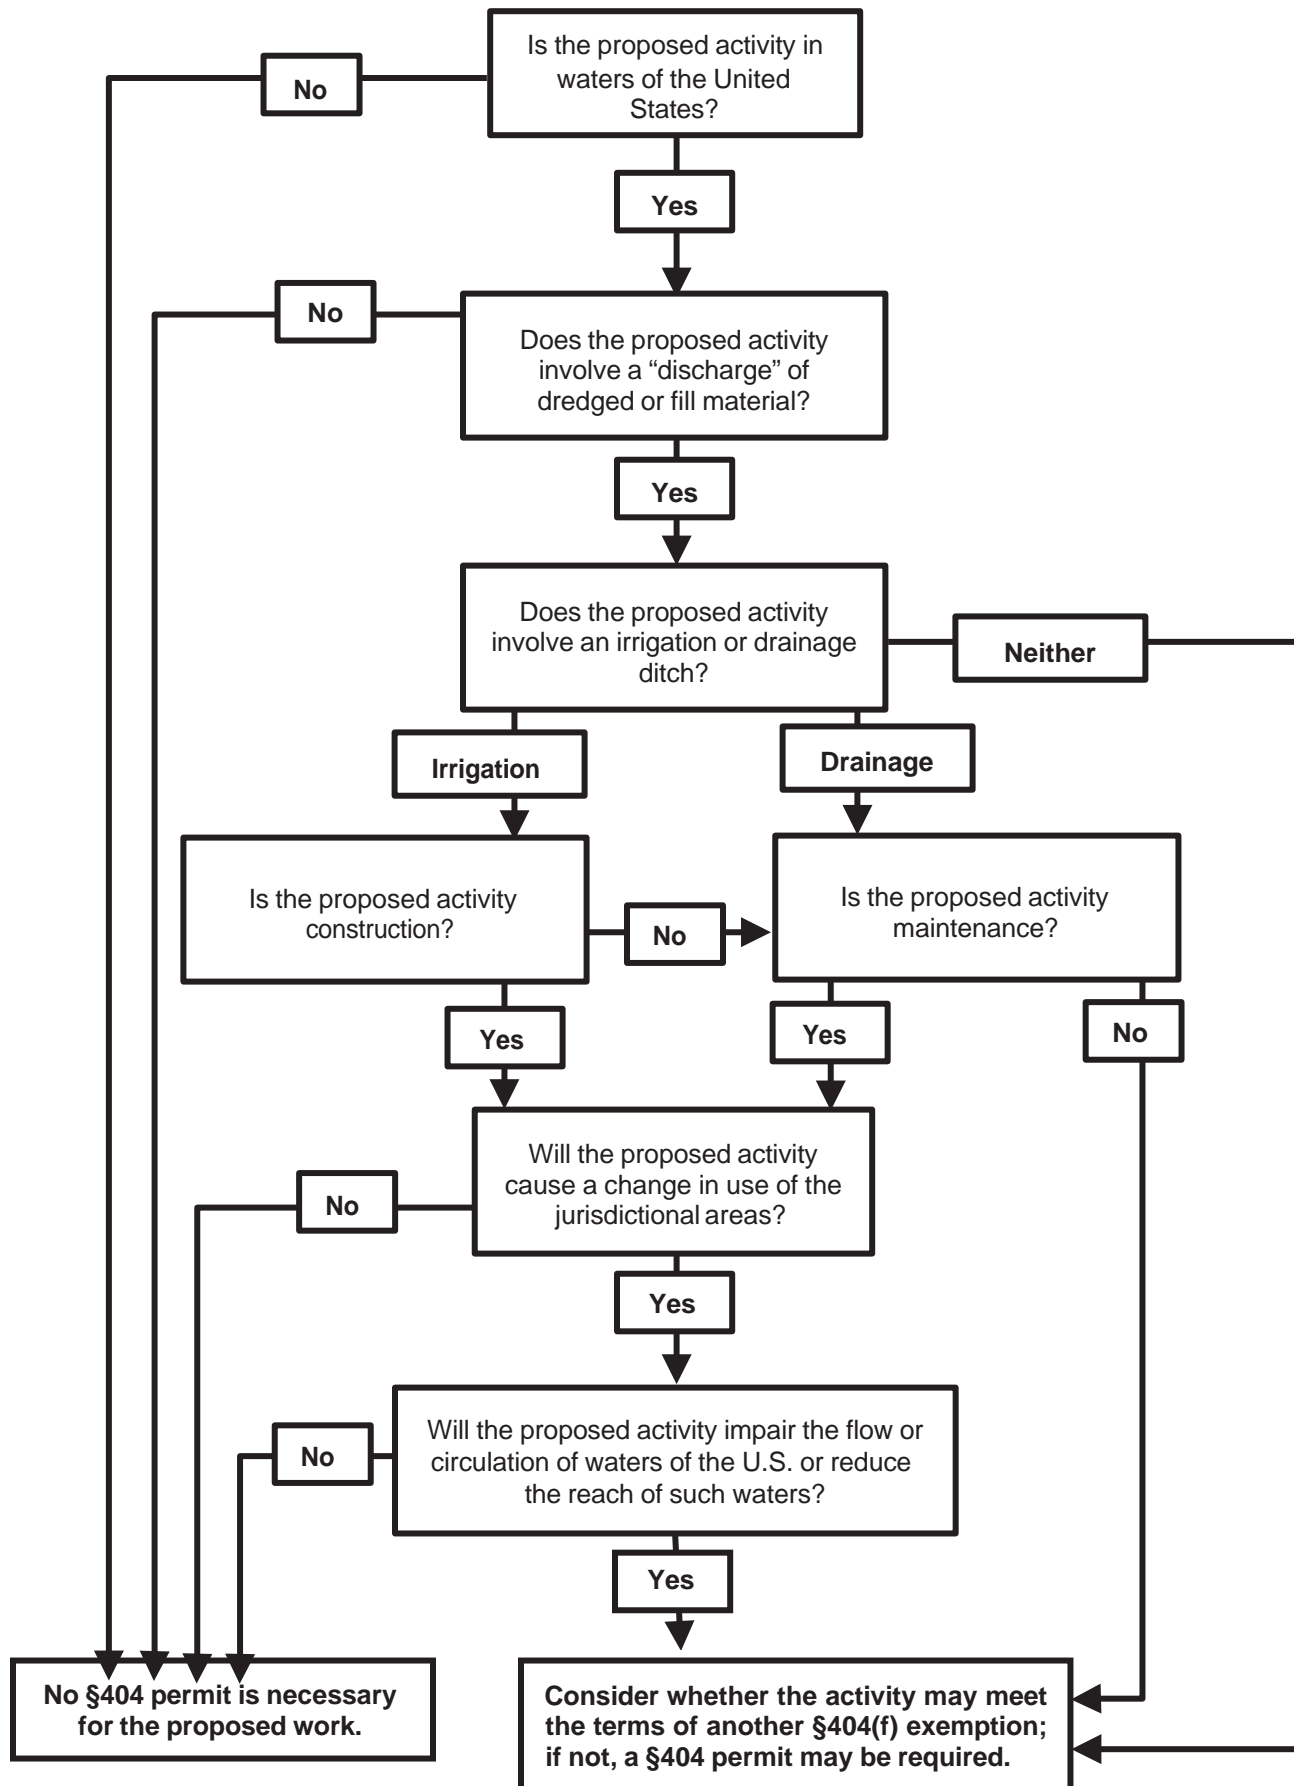 Is the proposed activity in
waters of the United
States?
No
Yes
No
Does the proposed activity
involve a “discharge” of
dredged or fill material?
Yes
Does the proposed activity
involve an irrigation or drainage
ditch?
Neither
Irrigation
Drainage
Is the proposed activity
construction?
No
Is the proposed activity
maintenance?
Yes
Yes
No
Will the proposed activity
cause a change in use of the
jurisdictional areas?
No
Yes
Will the proposed activity impair the flow or
circulation of waters of the U.S. or reduce
the reach of such waters?
No
Yes
No §404 permit is necessary
for the proposed work.
Consider whether the activity may meet
the terms of another §404(f) exemption;
if not, a §404 permit may be required.